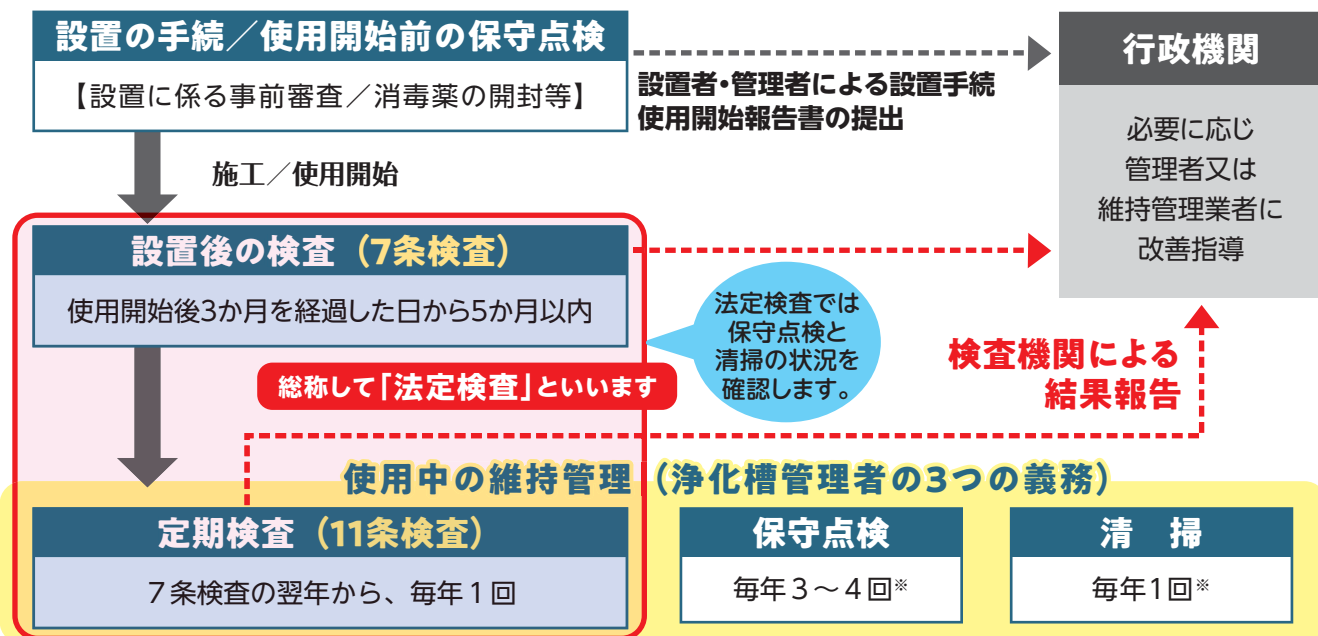 設置の手続／使用開始前の保守点検
【設置に係る事前審査／消毒薬の開封等】
設置者・管理者による設置手続
使用開始報告書の提出
行政機関
必要に応じ
管理者又は
維持管理業者に
改善指導
施工／使用開始
設置後の検査（7条検査）
使用開始後3か月を経過した日から5か月以内
法定検査では
保守点検と
清掃の状況を
確認します。
総称して「法定検査」といいます
検査機関による
結果報告
使用中の維持管理（浄化槽管理者の3つの義務）
定期検査（11条検査）
７条検査の翌年から、毎年１回
保守点検
毎年３～４回※
清　掃
毎年1回※